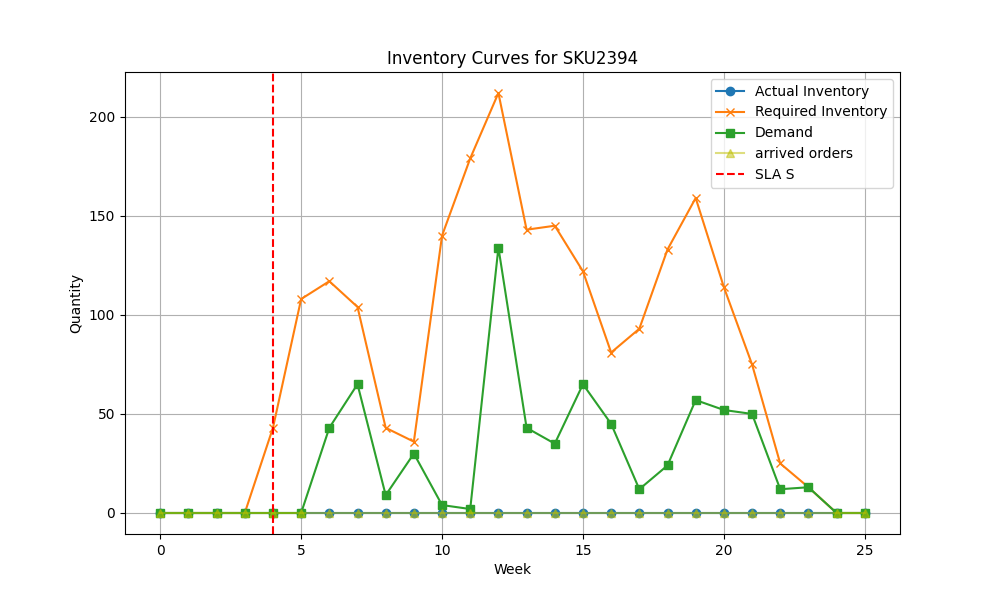 Inventory Curves for SKU2394
Actual Inventory
Required Inventory
Demand
arrived orders
SLA S
Quantity
200
150
100
50
0
0 5 10 15 20 25
Week